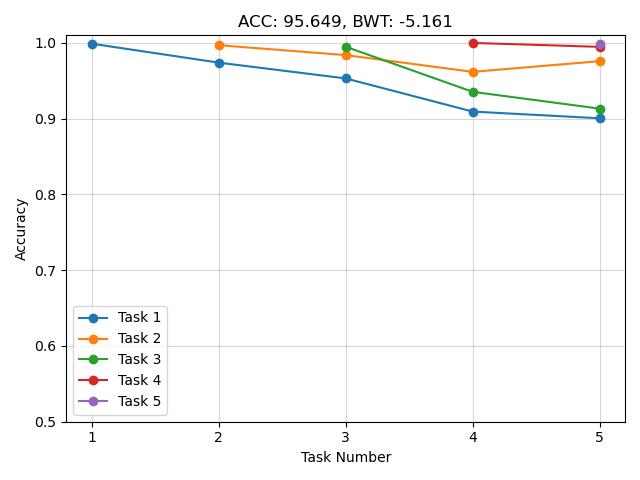 ACC: 95.649, BWT: -5.161
1.0
0.9
0.8
0.7
0.6
0.5
Accuracy
Task 1
Task 2
Task 3
Task 4
Task 5
1 2 3 4 5
Task Number